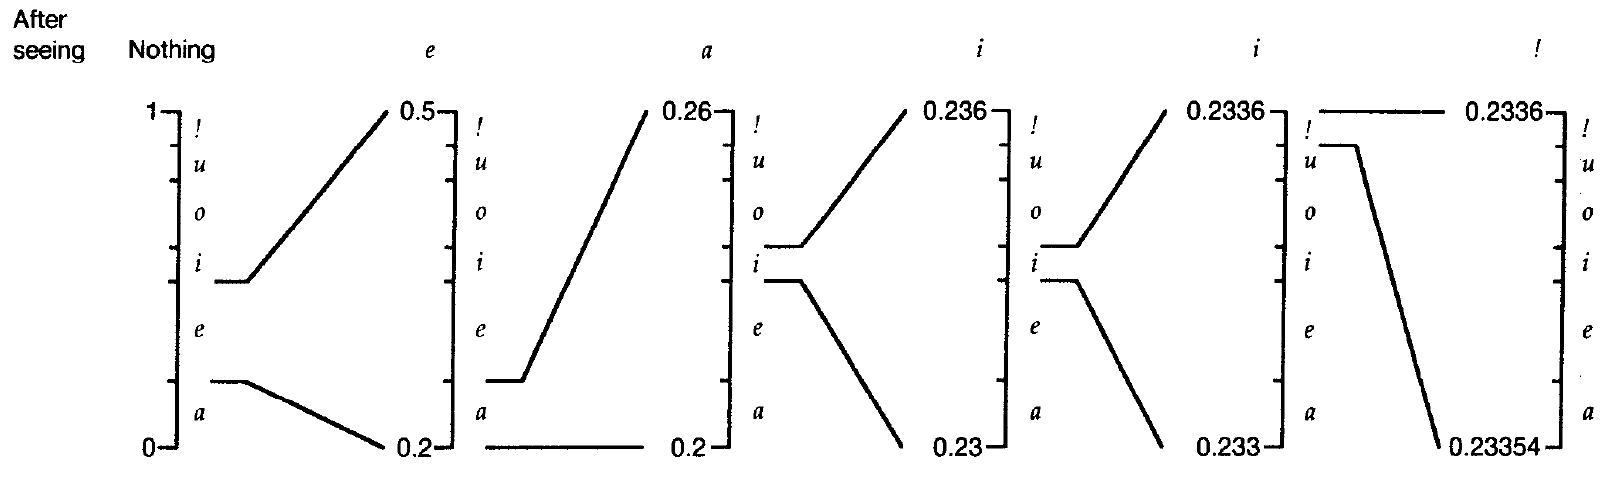 After
seeing Nothing e a i i !
1 0.5 0.26 0.236 0.2336 0.2336
! ! ! ! ! !
u u u u u u
o o o o o o
i i i i i i
e e e e e e
a a a a a a
0 0.2 0.2 0.23 0.233 0.23354